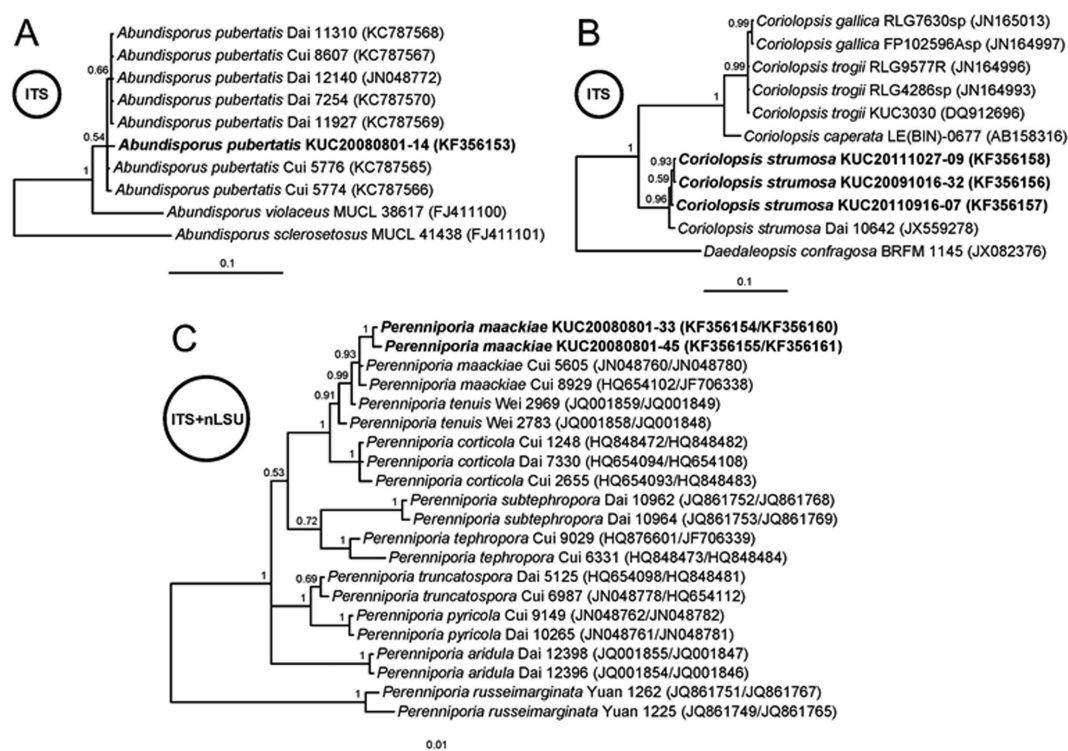 A
ITS
Abundisporus pubertatis Dai 11310 (KC787568)
Abundisporus pubertatis Cui 8607 (KC787567)
0.66
Abundisporus pubertatis Dai 12140 (JN048772)
Abundisporus pubertatis Dai 7254 (KC787570)
Abundisporus pubertatis Dai 11927 (KC787569)
0.54
Abundisporus pubertatis KUC20080801-14 (KF356153)
Abundisporus pubertatis Cui 5776 (KC787565)
1
Abundisporus pubertatis Cui 5774 (KC787566)
Abundisporus violaceus MUCL 38617 (FJ411100)
Abundisporus sclerosetosus MUCL 41438 (FJ411101)
0.1
B
ITS
0.99
Coriolopsis gallica RLG7630sp (JN165013)
Coriolopsis gallica FP102596Asp (JN164997)
0.99
Coriolopsis trogii RLG9577R (JN164996)
Coriolopsis trogii RLG4286sp (JN164993)
1
Coriolopsis trogii KUC3030 (DQ912696)
Coriolopsis caperata LE(BIN)-0677 (AB158316)
1
0.93
Coriolopsis strumosa KUC20111027-09 (KF356158)
0.59
Coriolopsis strumosa KUC20091016-32 (KF356156)
0.96
Coriolopsis strumosa KUC20110916-07 (KF356157)
Coriolopsis strumosa Dai 10642 (JX559278)
Daedaleopsis confragosa BRFM 1145 (JX082376)
0.1
C
ITS+nLSU
1
Perenniporia maackiae KUC20080801-33 (KF356154/KF356160)
Perenniporia maackiae KUC20080801-45 (KF356155/KF356161)
0.93
Perenniporia maackiae Cui 5605 (JN048760/JN048780)
0.99
Perenniporia maackiae Cui 8929 (HQ654102/JF706338)
0.91
Perenniporia tenuis Wei 2969 (JQ001859/JQ001849)
1
Perenniporia tenuis Wei 2783 (JQ001858/JQ001848)
Perenniporia corticola Cui 1248 (HQ848472/HQ848482)
1
Perenniporia corticola Dai 7330 (HQ654094/HQ654108)
0.53
Perenniporia corticola Cui 2655 (HQ654093/HQ848483)
1
Perenniporia subtephropora Dai 10962 (JQ861752/JQ861768)
0.72
Perenniporia subtephropora Dai 10964 (JQ861753/JQ861769)
1
Perenniporia tephropora Cui 9029 (HQ876601/JF706339)
Perenniporia tephropora Cui 6331 (HQ848473/HQ848484)
1
0.69
Perenniporia truncatospora Dai 5125 (HQ654098/HQ848481)
1
Perenniporia truncatospora Cui 6987 (JN048778/HQ654112)
1
Perenniporia pyricola Cui 9149 (JN048762/JN048782)
Perenniporia pyricola Dai 10265 (JN048761/JN048781)
1
Perenniporia aridula Dai 12398 (JQ001855/JQ001847)
Perenniporia aridula Dai 12396 (JQ001854/JQ001846)
1
Perenniporia russeimarginata Yuan 1262 (JQ861751/JQ861767)
Perenniporia russeimarginata Yuan 1225 (JQ861749/JQ861765)
0.01